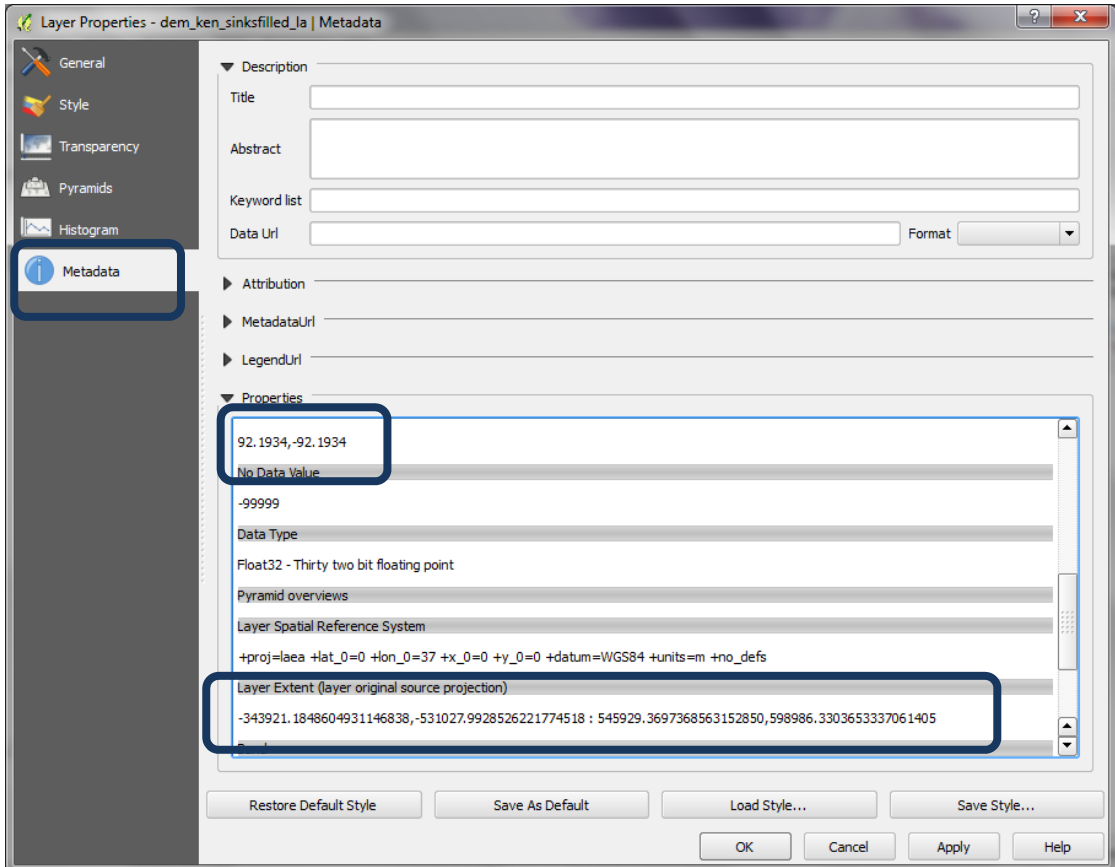 Layer Properties - dem_ken_sinksfilled_la | Metadata
General
Style
Transparency
Pyramids
Histogram
Metadata
Description
Title
Abstract
Keyword list
Data Url
Format
Attribution
MetadataUrl
LegendUrl
Properties
92.1934,-92.1934
No Data Value
-99999
Data Type
Float32 - Thirty two bit floating point
Pyramid overviews
Layer Spatial Reference System
+proj=laea +lat_0=0 +lon_0=37 +x_0=0 +y_0=0 +datum=WGS84 +units=m +no_defs
Layer Extent (layer original source projection)
-343921.1848604931146838,-531027.9928526221774518 : 545929.3697368563152850,598986.3303653337061405
Restore Default Style
Save As Default
Load Style...
Save Style...
OK
Cancel
Apply
Help